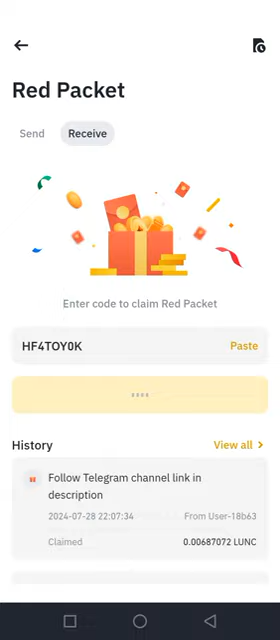 Red Packet
Send
Receive
Enter code to claim Red Packet
HF4TOY0K
Paste
History
View all
Follow Telegram channel link in
description
2024-07-28 22:07:34
From User-18b63
Claimed
0.00687072 LUNC